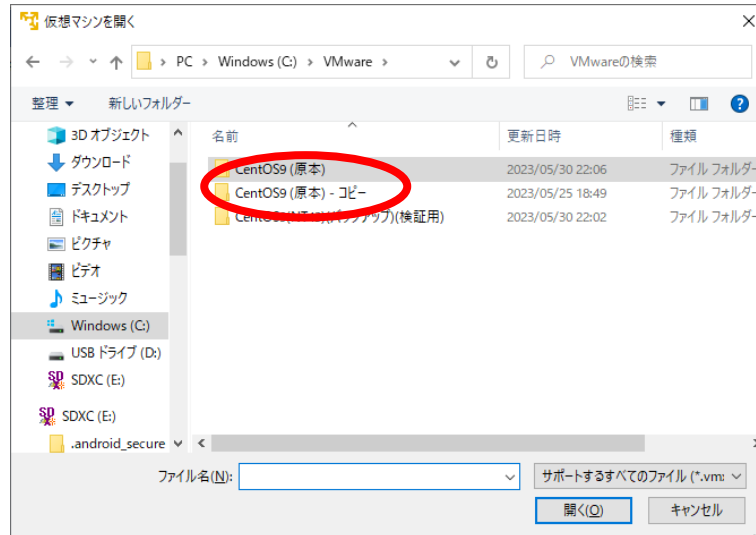 仮想マシンを開く
PC › Windows (C:) › VMware ›
VMwareの検索
整理
新しいフォルダー
名前
更新日時
種類
3D オブジェクト
ダウンロード
デスクトップ
ドキュメント
ピクチャ
ビデオ
ミュージック
Windows (C:)
USB ドライブ (D:)
SDXC (E:)
SDXC (E:)
.android_secure
CentOS9 (原本)
2023/05/30 22:06
ファイル フォルダー
CentOS9 (原本) - コピー
2023/05/25 18:49
ファイル フォルダー
(検証用)
2023/05/30 22:02
ファイル フォルダー
ファイル名(N):
サポートするすべてのファイル (*.vm
開く(O)
キャンセル